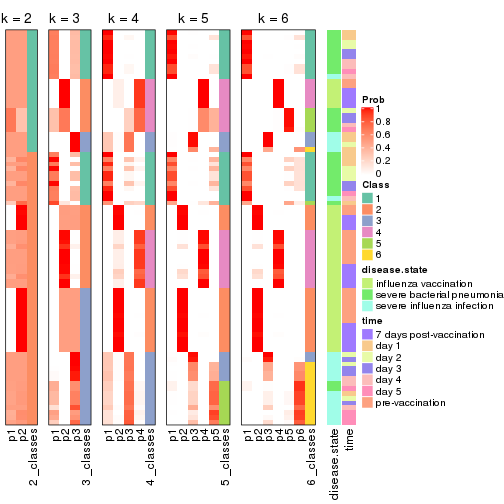 k = 2 k = 3 k = 4 k = 5 k = 6
Prob
1
0.8
0.6
0.4
0.2
0
Class
1
2
3
4
5
6
disease.state
influenza vaccination
severe bacterial pneumonia
severe influenza infection
time
7 days post-vaccination
day 1
day 2
day 3
day 4
day 5
pre-vaccination
p1 p2 2_classes p1 p2 p3 3_classes p1 p2 p3 p4 4_classes p1 p2 p3 p4 p5 5_classes p1 p2 p3 p4 p5 p6 6_classes disease.state time